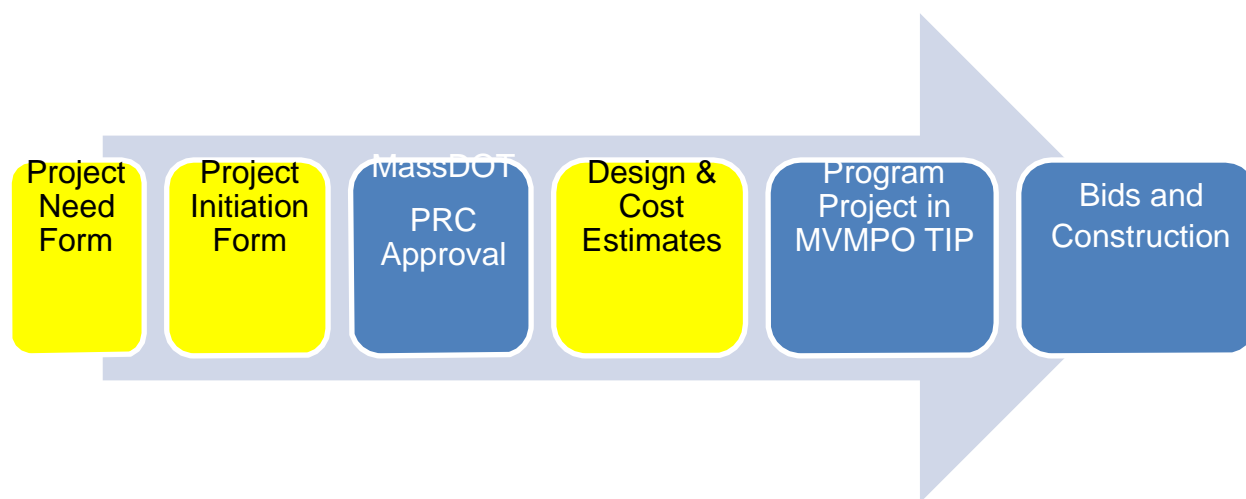 Project
Need
Form
Project
Initiation
Form
MassDOT
PRC
Approval
Design &
Cost
Estimates
Program
Project in
MVMPO TIP
Bids and
Construction